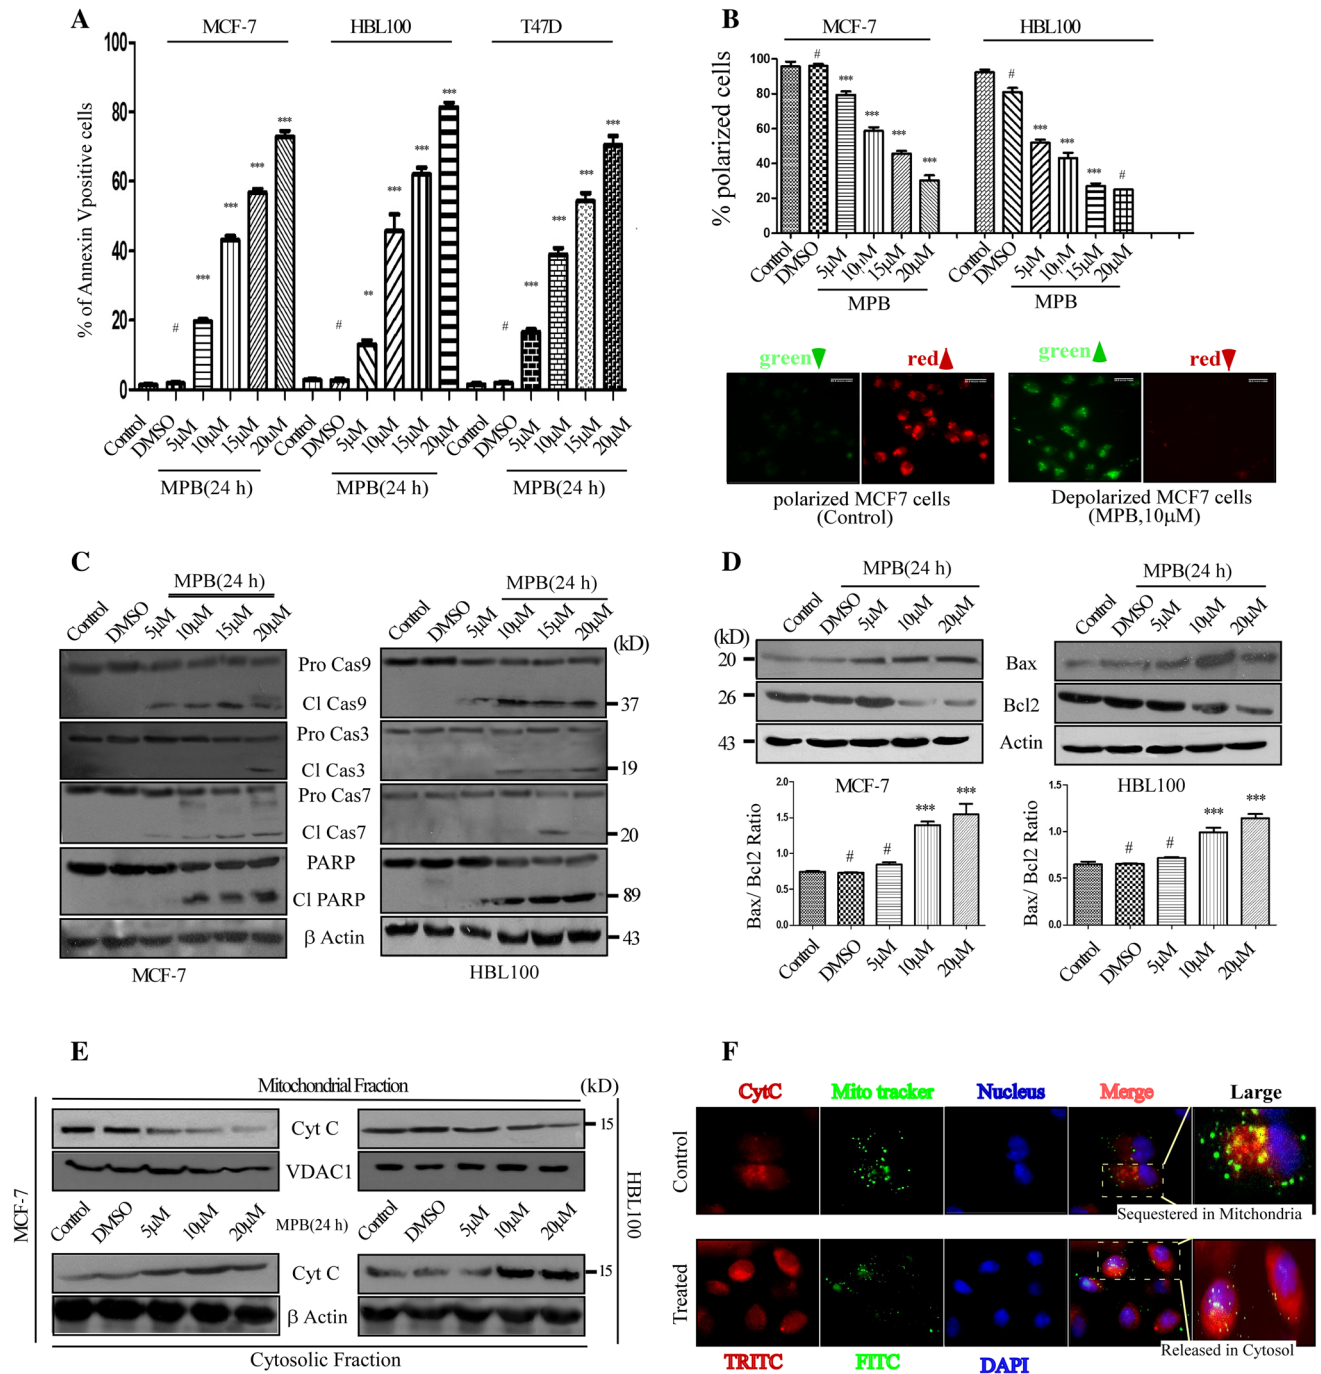 A
MCF-7 HBL100 T47D
% of Annexin Vpositive cells
100
80
60
40
20
0
# *** *** *** ***
# ** *** *** ***
# *** *** *** ***
Control DMSO 5µM 10µM 15µM 20µM Control DMSO 5µM 10µM 15µM 20µM Control DMSO 5µM 10µM 15µM 20µM
MPB(24 h) MPB(24 h) MPB(24 h)
B
MCF-7 HBL100
% polarized cells
100
80
60
40
20
0
# *** *** *** ***
# *** *** *** #
Control DMSO 5µM 10µM 15µM 20µM Control DMSO 5µM 10µM 15µM 20µM
MPB MPB
green red green red
polarized MCF7 cells
(Control)
Depolarized MCF7 cells
(MPB,10µM)
C
MPB(24 h) MPB(24 h)
Control DMSO 5µM 10µM 15µM 20µM Control DMSO 5µM 10µM 15µM 20µM
(kD)
Pro Cas9
Cl Cas9 37
Pro Cas3
Cl Cas3 19
Pro Cas7
Cl Cas7 20
PARP
Cl PARP 89
β Actin 43
MCF-7 HBL100
D
MPB(24 h) MPB(24 h)
Control DMSO 5µM 10µM 20µM Control DMSO 5µM 10µM 20µM
(kD)
20 Bax
26 Bcl2
43 Actin
MCF-7
Bax/ Bcl2 Ratio
2.0
1.5
1.0
0.5
0.0
# # *** ***
Control DMSO 5µM 10µM 20µM
HBL100
Bax/ Bcl2 Ratio
1.5
1.0
0.5
0.0
# # *** ***
Control DMSO 5µM 10µM 20µM
E
Mitochondrial Fraction (kD)
MCF-7
HBL100
Cyt C 15
VDAC1
Control DMSO 5µM 10µM 20µM MPB(24 h) Control DMSO 5µM 10µM 20µM
Cyt C 15
β Actin
Cytosolic Fraction
F
CytC Mito tracker Nucleus Merge Large
Control
Sequestered in Mitchondria
Treated
Released in Cytosol
TRITC FITC DAPI